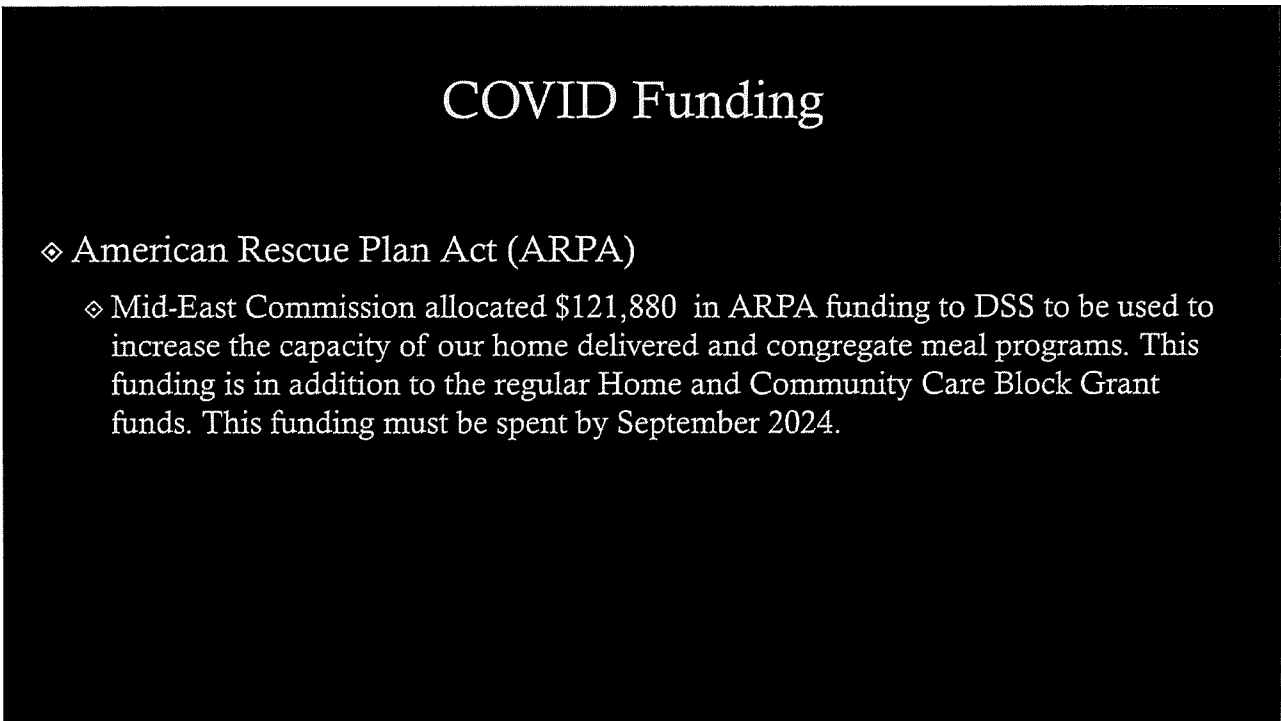 COVID Funding
American Rescue Plan Act (ARPA)
Mid-East Commission allocated $121,880 in ARPA funding to DSS to be used to
increase the capacity of our home delivered and congregate meal programs. This
funding is in addition to the regular Home and Community Care Block Grant
funds. This funding must be spent by September 2024.